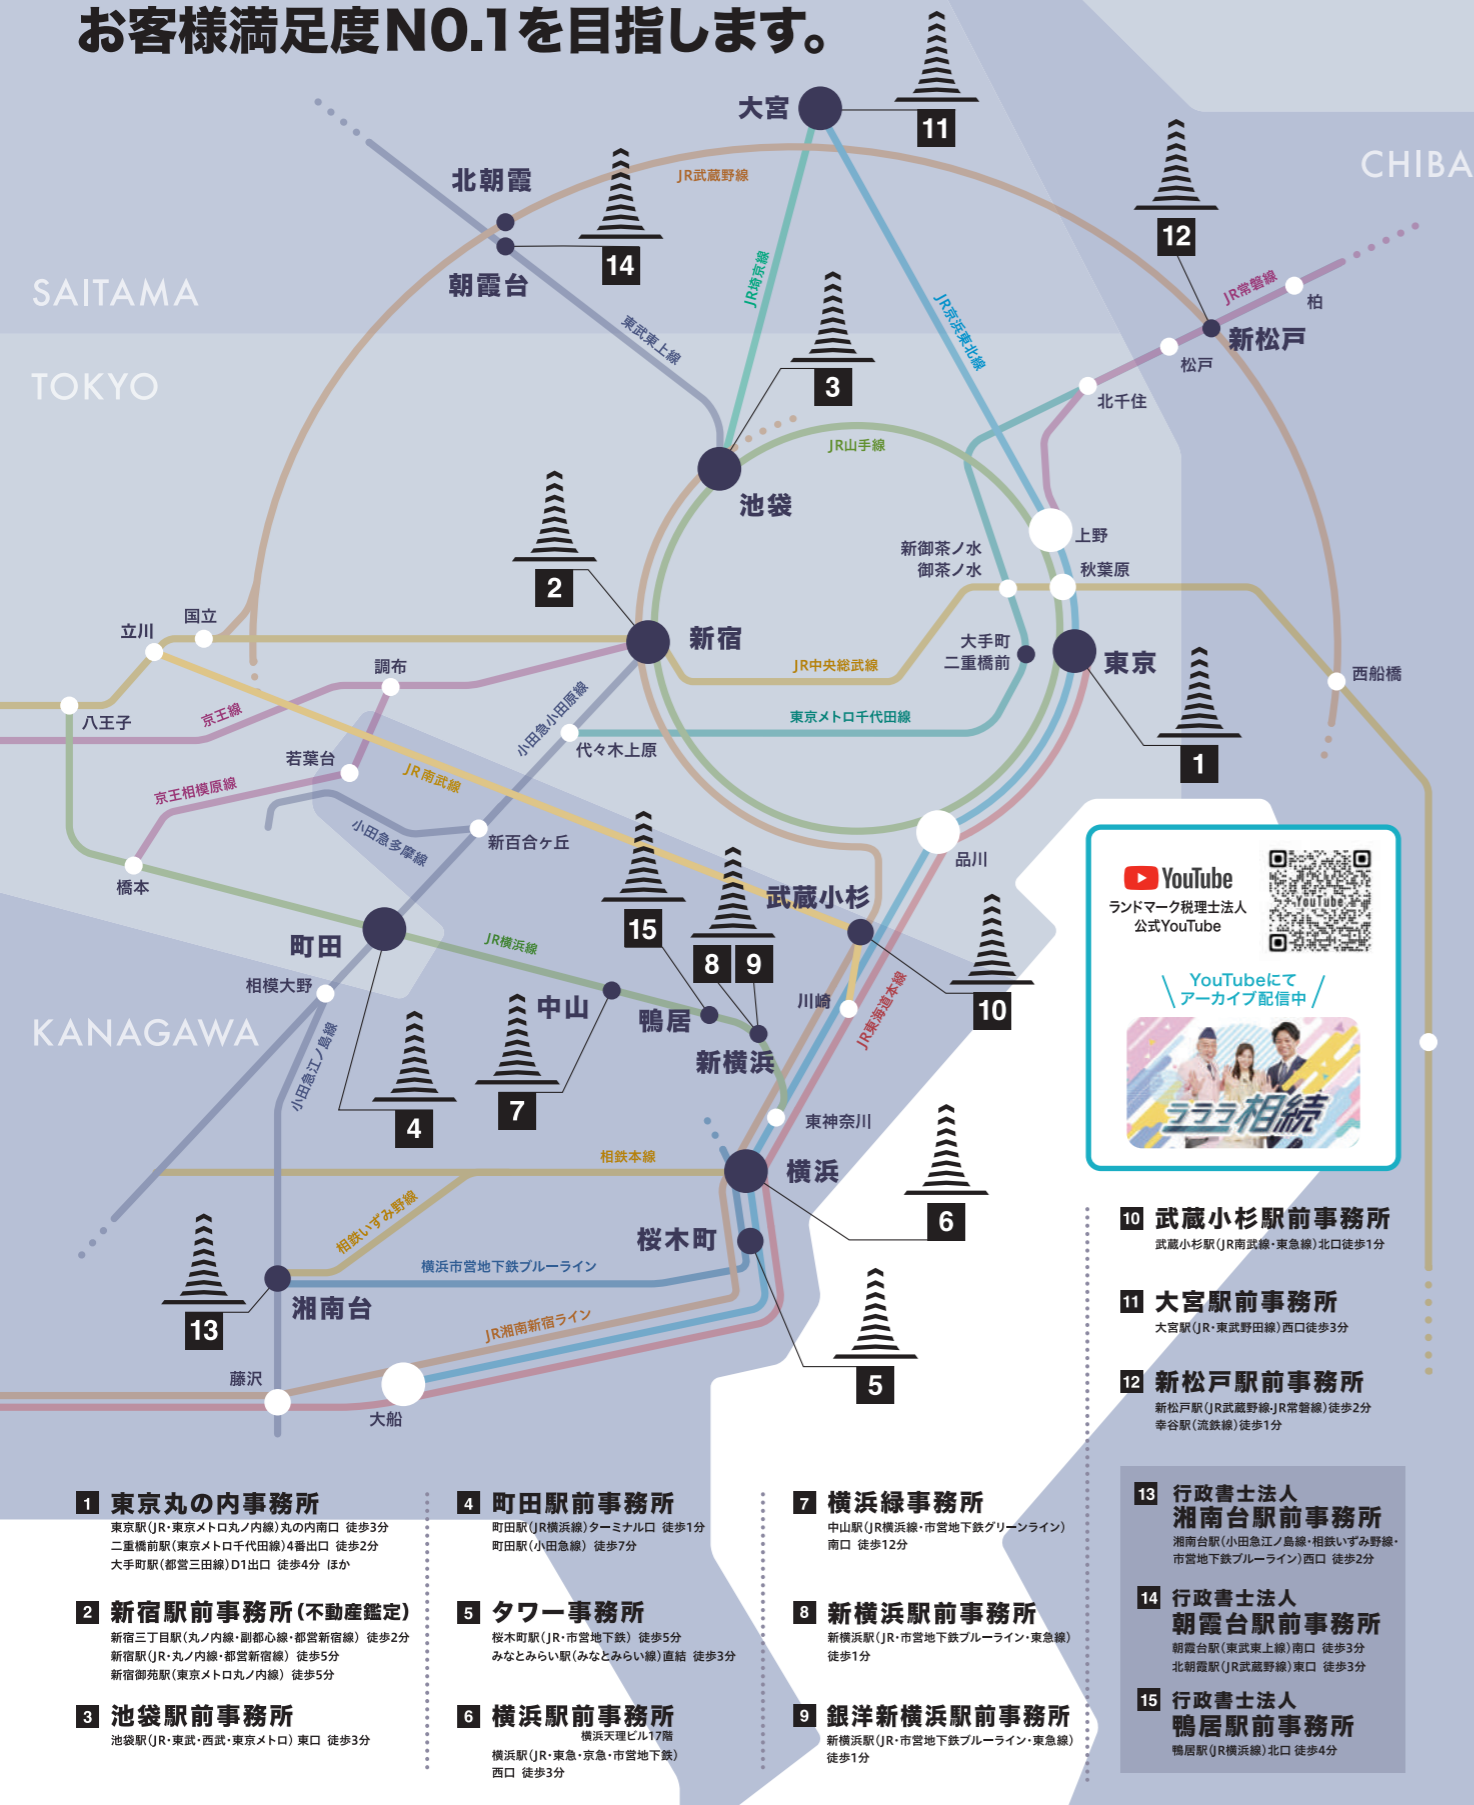 お客様満足度NO.1を目指します。
大宮
11
北朝霞
JR武蔵野線
CHIBA
12
14
朝霞台
SAITAMA
JR埼京線
JR京浜東北線
JR常磐線
柏
東武東上線
新松戸
松戸
TOKYO
3
北千住
JR山手線
池袋
上野
新御茶ノ水
御茶ノ水
秋葉原
2
国立
立川
新宿
大手町
二重橋前
東京
調布
JR中央総武線
西船橋
京王線
八王子
小田急小田原線
東京メトロ千代田線
代々木上原
若葉台
JR南武線
1
京王相模原線
小田急多摩線
新百合ヶ丘
品川
橋本
YouTube
ランドマーク税理士法人
公式YouTube
YouTube
武蔵小杉
15
8
9
町田
JR横浜線
相模大野
YouTubeにて
アーカイブ配信中
中山
鴨居
川崎
10
JR東海道本線
KANAGAWA
新横浜
小田急江ノ島線
7
4
東神奈川
ラララ相続
相鉄本線
横浜
6
相鉄いずみ野線
桜木町
横浜市営地下鉄ブルーライン
湘南台
13
JR湘南新宿ライン
藤沢
大船
5
1 東京丸の内事務所
東京駅（JR・東京メトロ丸ノ内線）丸の内南口 徒歩3分
二重橋前駅（東京メトロ千代田線）4番出口 徒歩2分
大手町駅（都営三田線）D1出口 徒歩4分 ほか
2 新宿駅前事務所（不動産鑑定）
新宿三丁目駅（丸ノ内線・副都心線・都営新宿線） 徒歩2分
新宿駅（JR・丸ノ内線・都営新宿線） 徒歩5分
新宿御苑駅（東京メトロ丸ノ内線） 徒歩5分
3 池袋駅前事務所
池袋駅（JR・東武・西武・東京メトロ） 東口 徒歩3分
4 町田駅前事務所
町田駅（JR横浜線）ターミナル口 徒歩1分
町田駅（小田急線） 徒歩7分
5 タワー事務所
桜木町駅（JR・市営地下鉄） 徒歩5分
みなとみらい駅（みなとみらい線）直結 徒歩3分
6 横浜駅前事務所
横浜天理ビル17階
横浜駅（JR・東急・京急・市営地下鉄）
西口 徒歩3分
7 横浜緑事務所
中山駅（JR横浜線・市営地下鉄グリーンライン）
南口 徒歩12分
8 新横浜駅前事務所
新横浜駅（JR・市営地下鉄ブルーライン・東急線）
徒歩1分
9 銀洋新横浜駅前事務所
新横浜駅（JR・市営地下鉄ブルーライン・東急線）
徒歩1分
10 武蔵小杉駅前事務所
武蔵小杉駅（JR南武線・東急線）北口徒歩1分
11 大宮駅前事務所
大宮駅（JR・東武野田線）西口徒歩3分
12 新松戸駅前事務所
新松戸駅（JR武蔵野線・JR常磐線）徒歩2分
幸谷駅（流鉄線）徒歩1分
13 行政書士法人
湘南台駅前事務所
湘南台駅（小田急江ノ島線・相鉄いずみ野線・
市営地下鉄ブルーライン）西口 徒歩2分
14 行政書士法人
朝霞台駅前事務所
朝霞台駅（東武東上線）南口 徒歩3分
北朝霞駅（JR武蔵野線）東口 徒歩3分
15 行政書士法人
鴨居駅前事務所
鴨居駅（JR横浜線）北口 徒歩4分